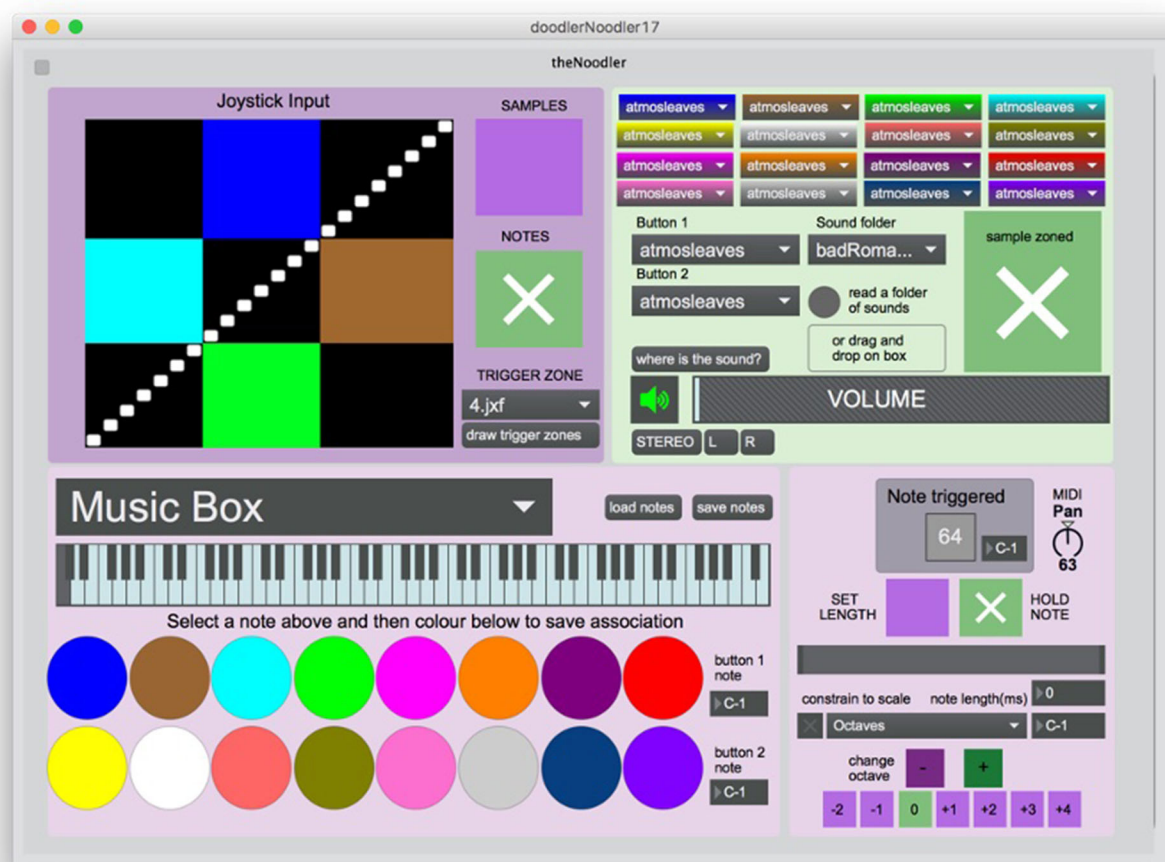 doodlerNoodler17
theNoodler
Joystick Input
SAMPLES
NOTES
TRIGGER ZONE
4.jxf
draw trigger zones
atmosleaves atmosleaves atmosleaves atmosleaves
atmosleaves atmosleaves atmosleaves atmosleaves
atmosleaves atmosleaves atmosleaves atmosleaves
atmosleaves atmosleaves atmosleaves atmosleaves
Button 1
atmosleaves
Button 2
atmosleaves
Sound folder
badRoma...
read a folder
of sounds
or drag and
drop on box
sample zoned
where is the sound?
VOLUME
STEREO L R
Music Box
load notes save notes
Select a note above and then colour below to save association
button 1
note
C-1
button 2
note
C-1
Note triggered
64
C-1
MIDI
Pan
63
SET
LENGTH
HOLD
NOTE
constrain to scale note length(ms) 0
Octaves C-1
change
octave
- +
-2 -1 0 +1 +2 +3 +4